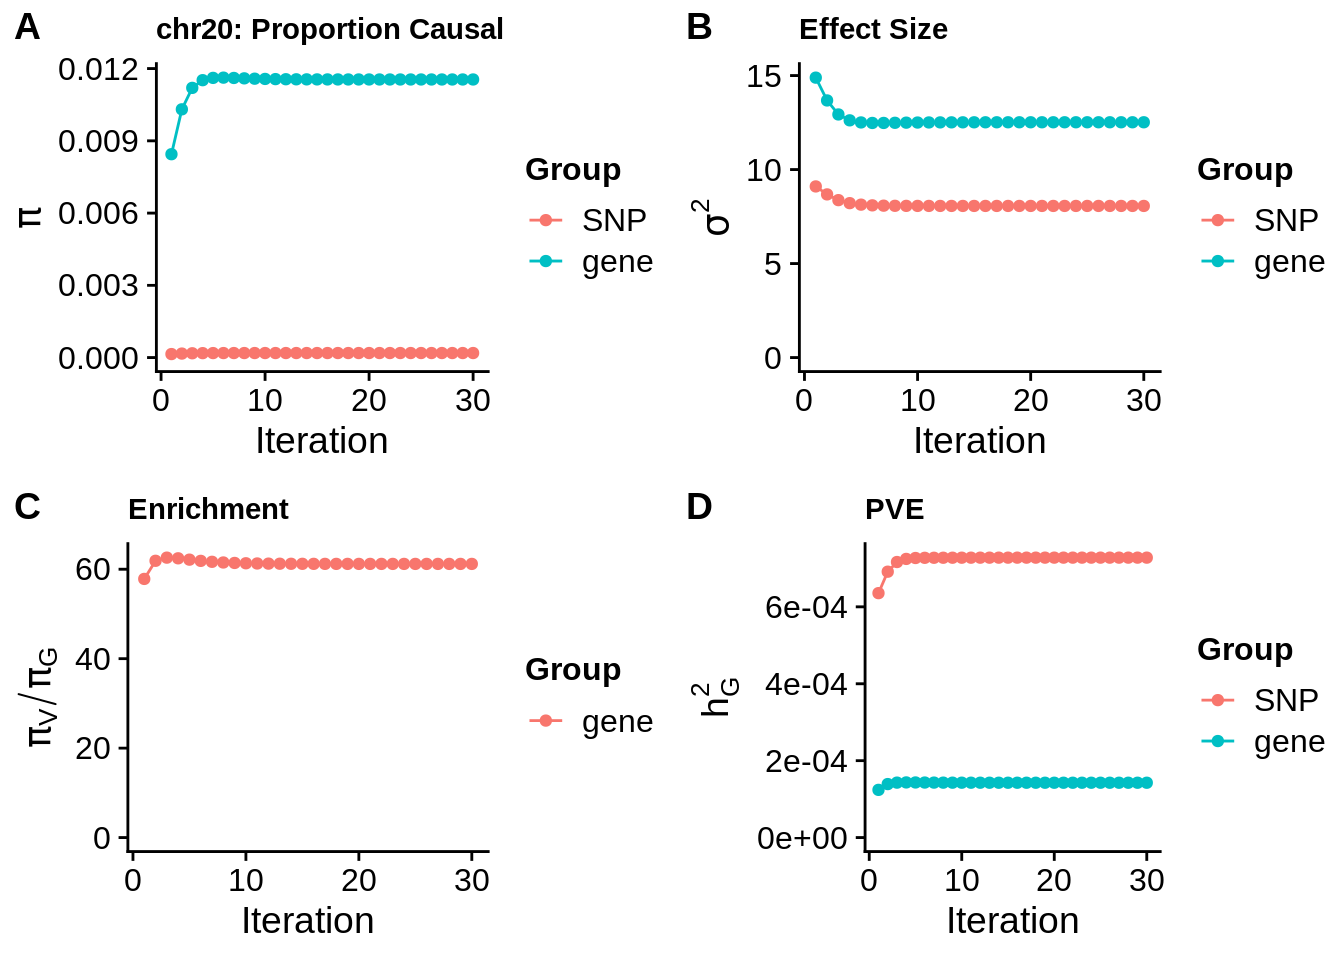 A
chr20: Proportion Causal
0.012
0.009
0.006
0.003
0.000
π
0 10 20 30
Iteration
Group
SNP
gene
B
Effect Size
15
10
5
0
σ²
0 10 20 30
Iteration
Group
SNP
gene
C
Enrichment
60
40
20
0
π_V/π_G
0 10 20 30
Iteration
Group
gene
D
PVE
6e-04
4e-04
2e-04
0e+00
h²_G
0 10 20 30
Iteration
Group
SNP
gene